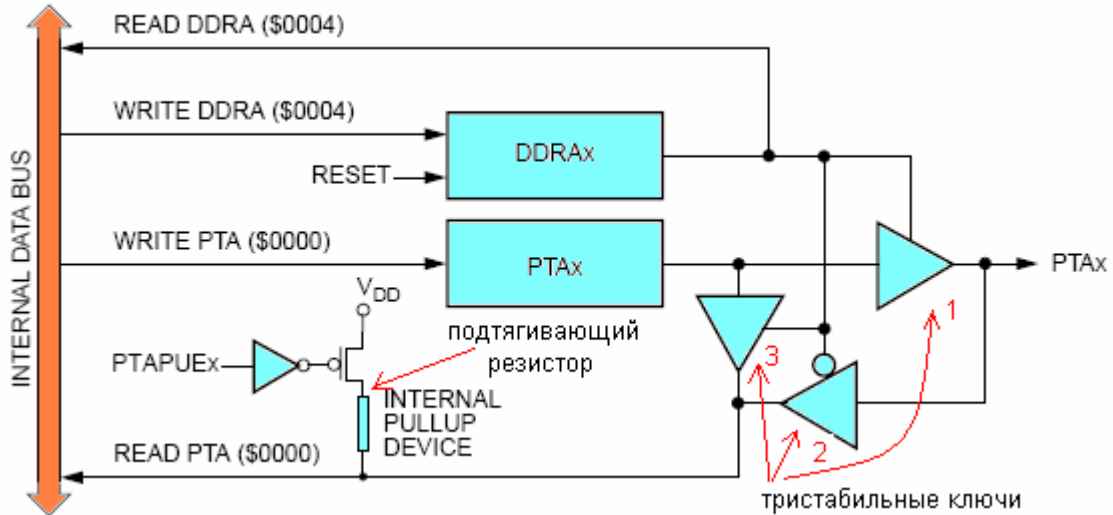 READ DDRA ($0004)
WRITE DDRA ($0004)
DDRAx
RESET
WRITE PTA ($0000)
PTAx
PTAx
1
VDD
подтягивающий
резистор
PTAPUEx
3
INTERNAL
PULLUP
DEVICE
2
READ PTA ($0000)
тристабильные ключи
INTERNAL DATA BUS